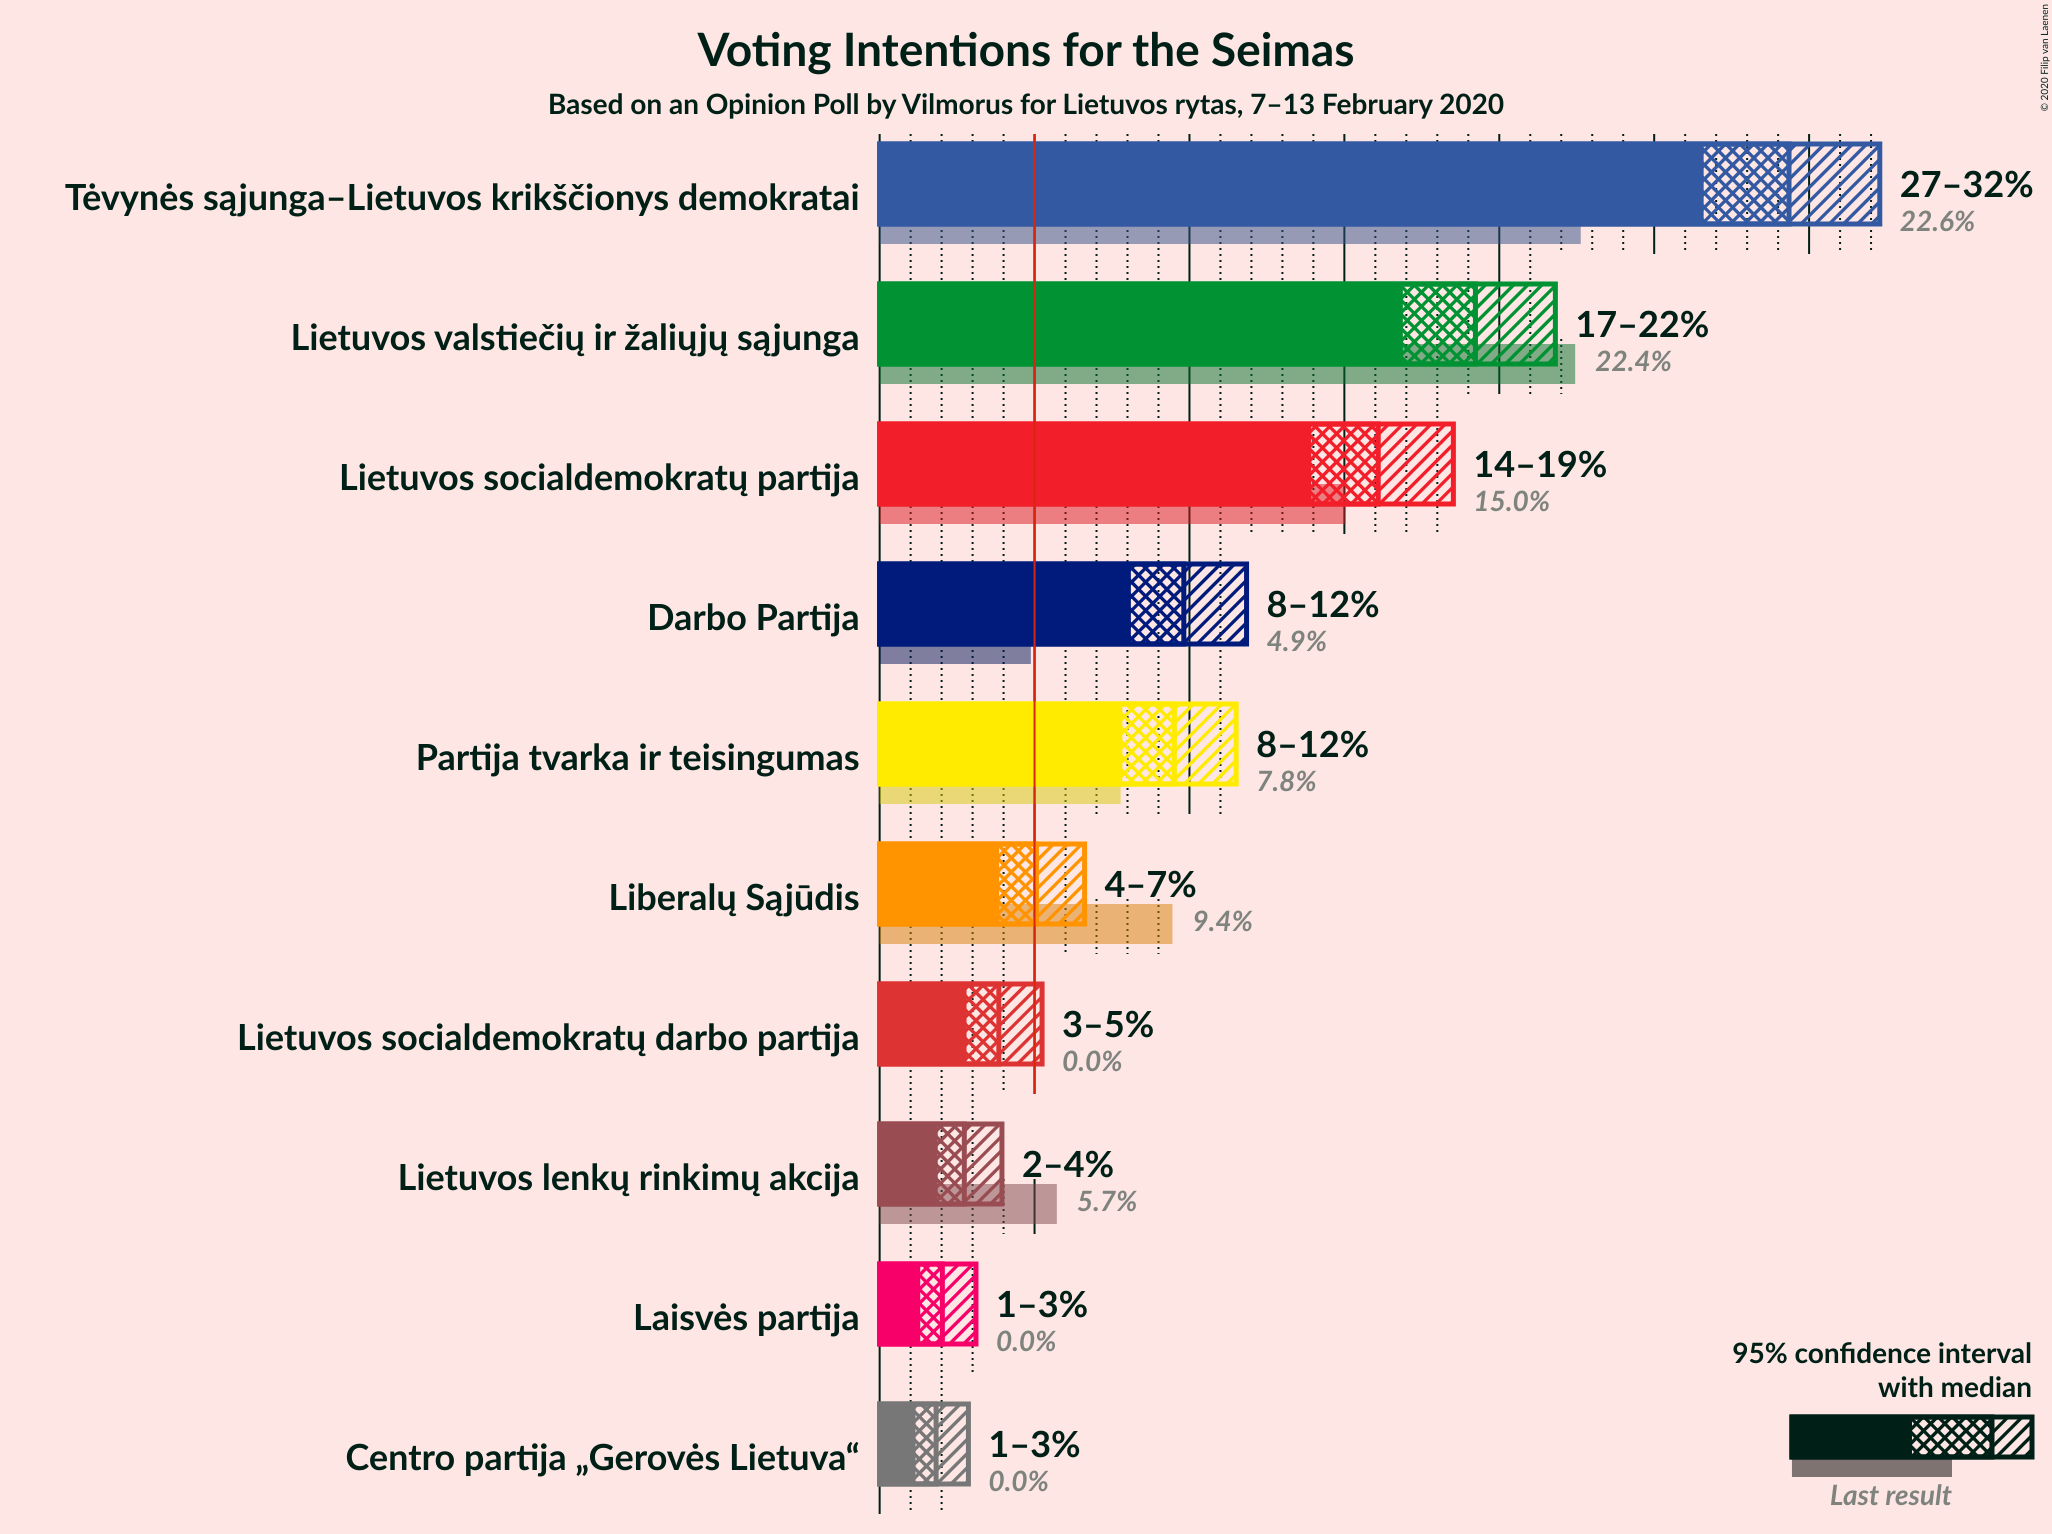 Voting Intentions for the Seimas
Based on an Opinion Poll by Vilmorus for Lietuvos rytas, 7–13 February 2020
© 2020 Filip van Laenen
Tėvynės sąjunga–Lietuvos krikščionys demokratai
27–32%
22.6%
Lietuvos valstiečių ir žaliųjų sąjunga
17–22%
22.4%
Lietuvos socialdemokratų partija
14–19%
15.0%
Darbo Partija
8–12%
4.9%
Partija tvarka ir teisingumas
8–12%
7.8%
Liberalų Sąjūdis
4–7%
9.4%
Lietuvos socialdemokratų darbo partija
3–5%
0.0%
Lietuvos lenkų rinkimų akcija
2–4%
5.7%
Laisvės partija
1–3%
0.0%
Centro partija „Gerovės Lietuva“
1–3%
0.0%
95% confidence interval
with median
Last result